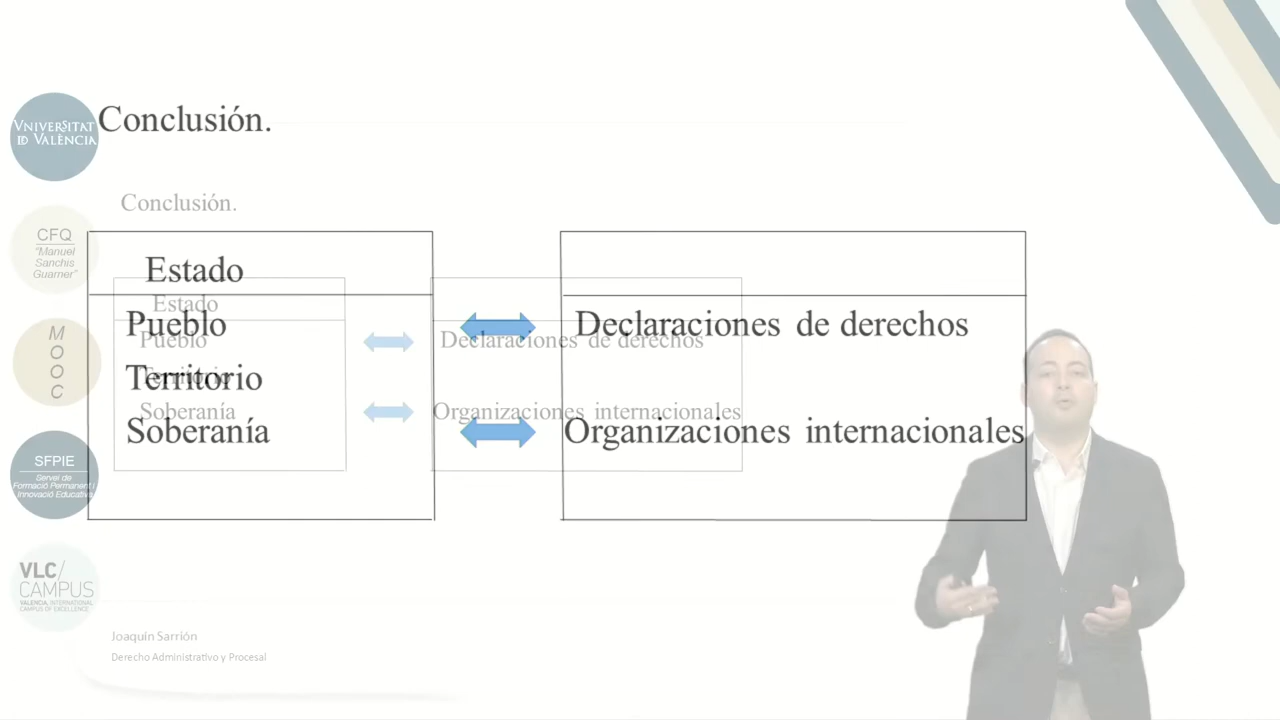 Conclusión.
Conclusión.
Estado
Pueblo
Territorio
Soberanía
Declaraciones de derechos
Organizaciones internacionales
Estado
Pueblo
Territorio
Soberanía
Declaraciones de derechos
Organizaciones internacionales
VNIVERSITAT
ID VALÈNCIA
CFQ
"Manuel
Sanchis
Guarner"
M
O
O
C
SFPIE
Servei de
Formació Permanent i
Innovació Educativa
VLC/
CAMPUS
VALENCIA, INTERNATIONAL
CAMPUS OF EXCELLENCE
Joaquín Sarrión
Derecho Administrativo y Procesal